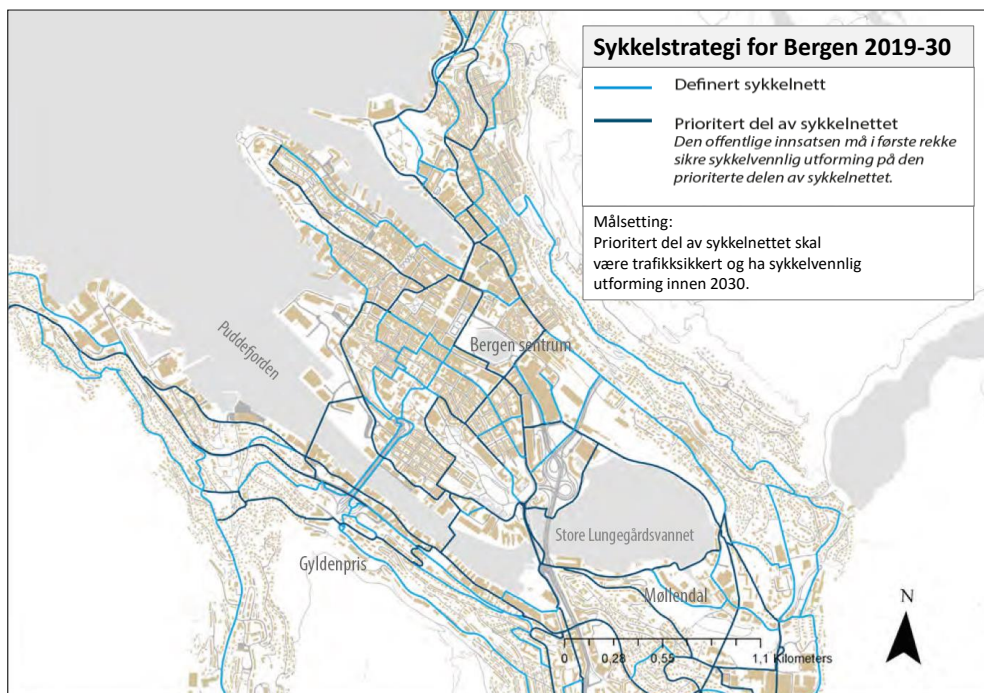 Sykkelstrategi for Bergen 2019-30
Definert sykkelnett
Prioritert del av sykkelnettet
Den offentlige innsatsen må i første rekke
sikre sykkelvennlig utforming på den
prioriterte delen av sykkelnettet.
Målsetting:
Prioritert del av sykkelnettet skal
være trafikksikkert og ha sykkelvennlig
utforming innen 2030.
Puddefjorden
Bergen sentrum
Store Lungegårdsvannet
Gyldenpris
Møllendal
N
0 0,28 0,55 1,1 Kilometers